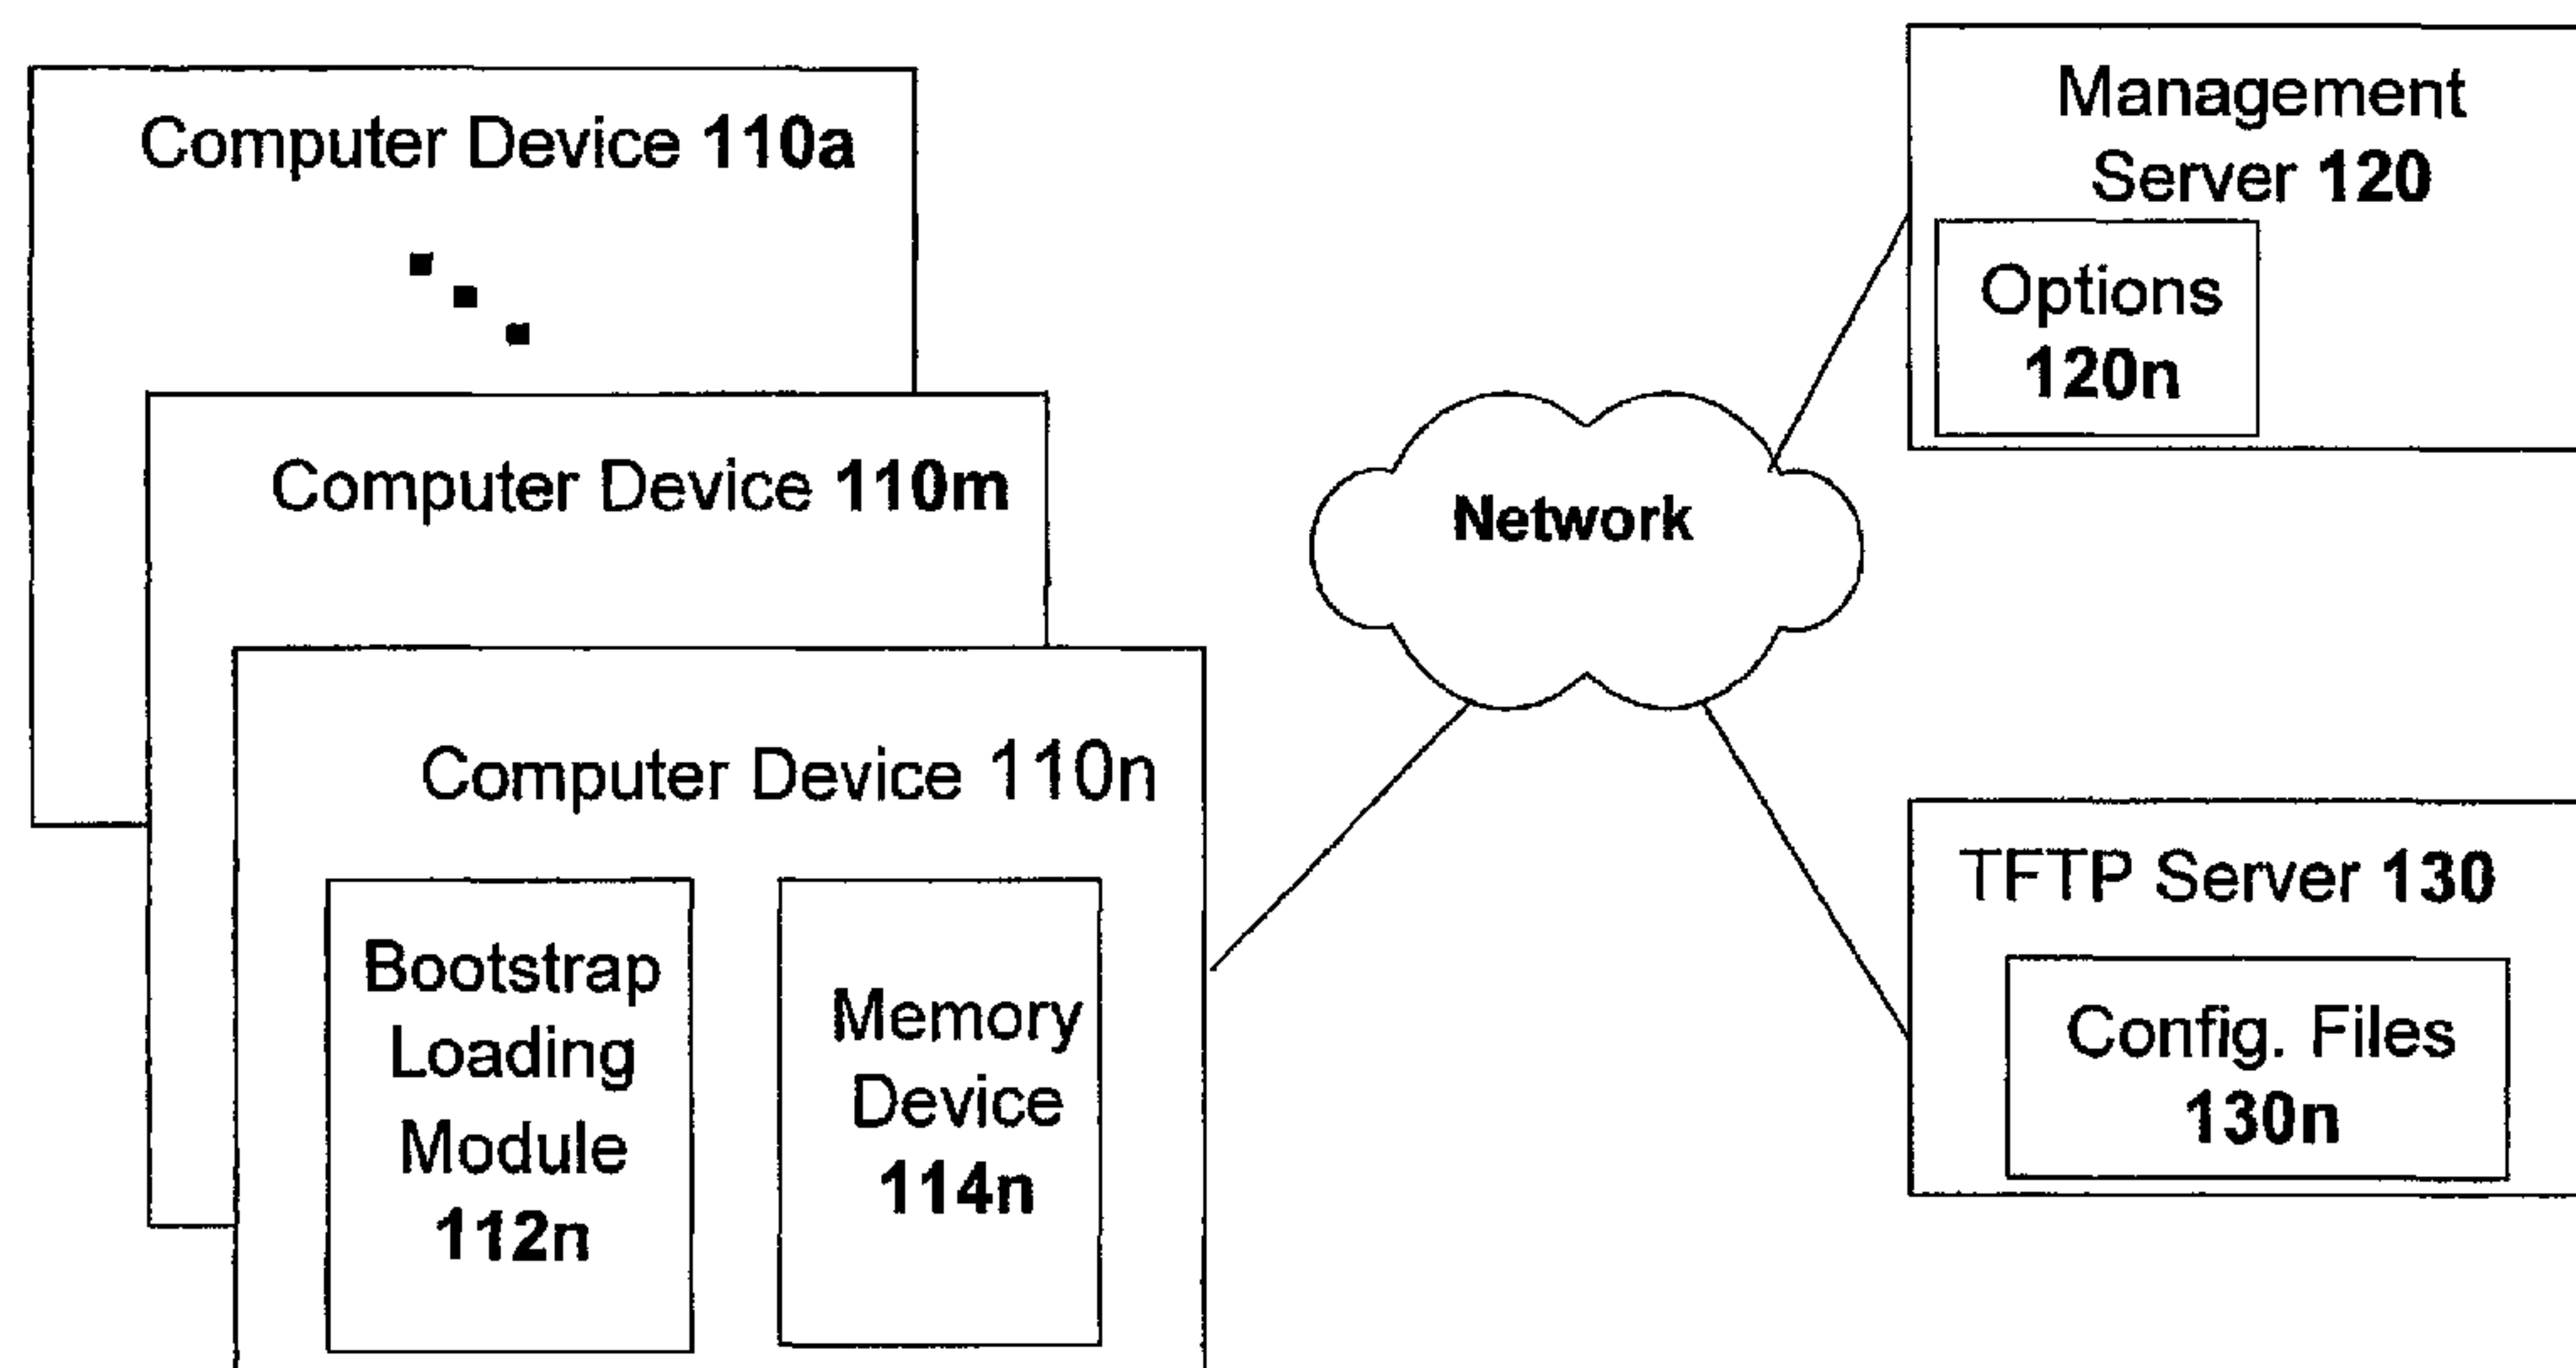 Computer Device 110a
Computer Device 110m
Computer Device 110n
Bootstrap
Loading
Module
112n
Memory
Device
114n
Network
Management
Server 120
Options
120n
TFTP Server 130
Config. Files
130n